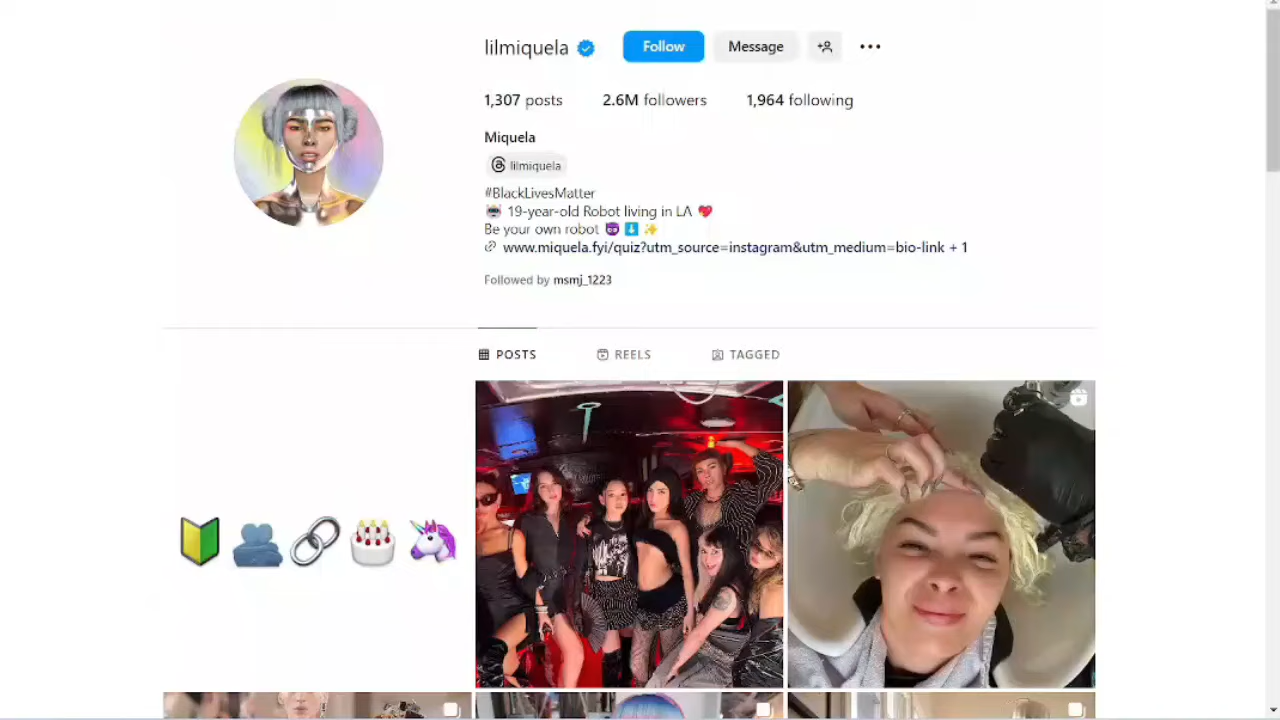 lilmiquela Follow Message
1,307 posts 2.6M followers 1,964 following
Miquela
lilmiquela
#BlackLivesMatter
19-year-old Robot living in LA
Be your own robot
www.miquela.fyi/quiz?utm_source=instagram&utm_medium=bio-link + 1
Followed by msmj_1223
POSTS REELS TAGGED